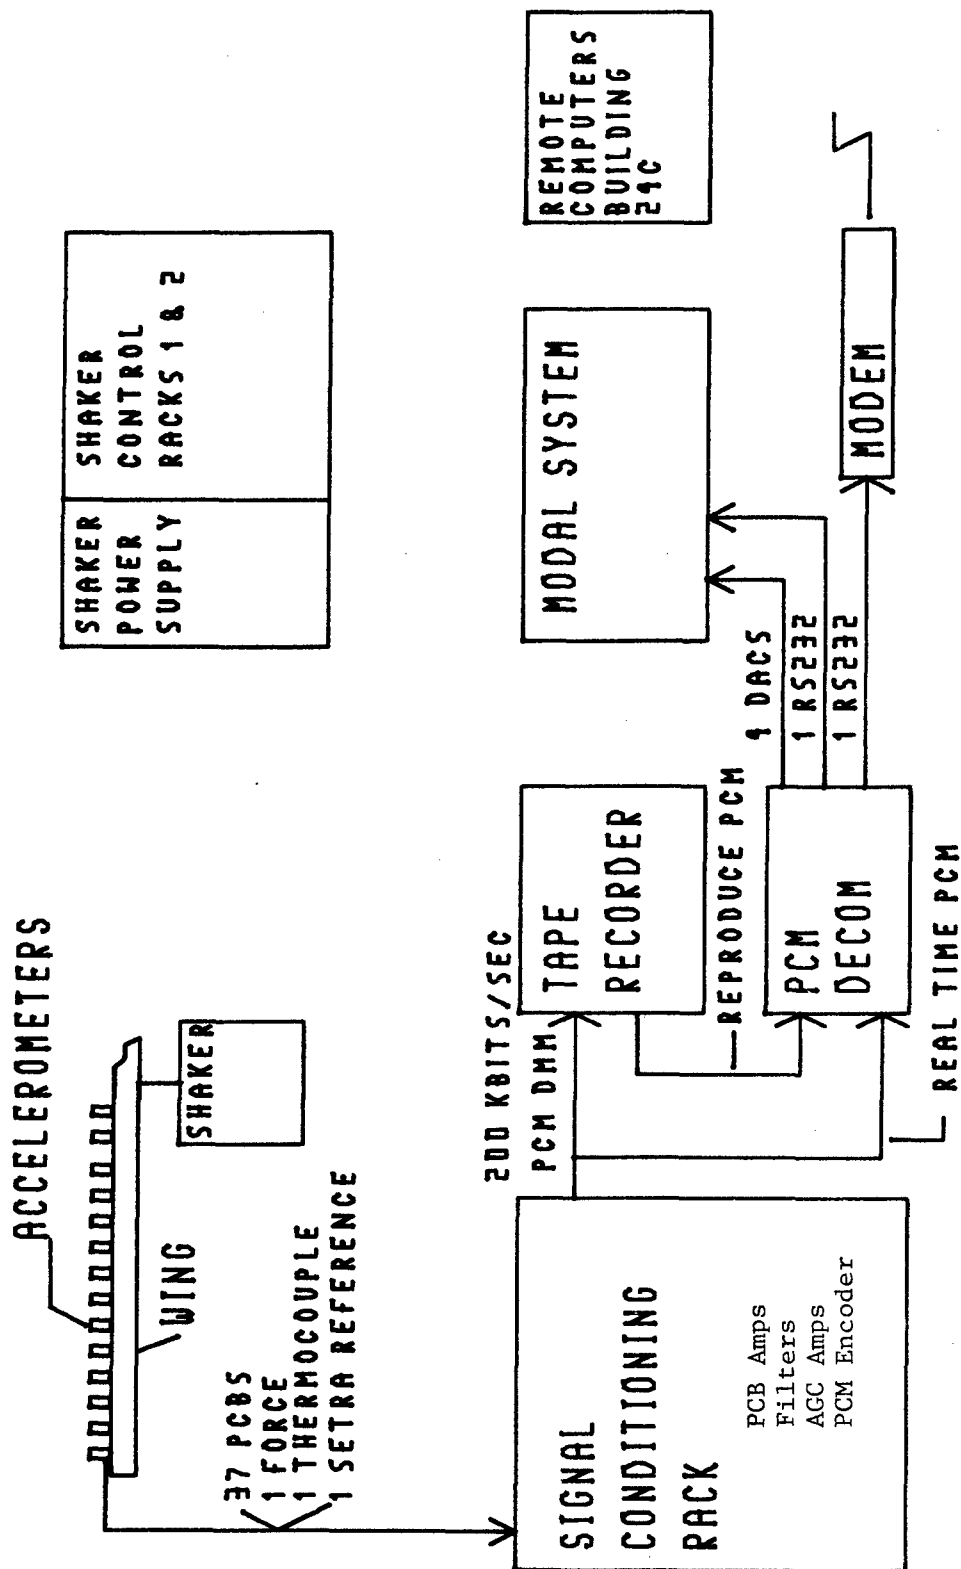 ACCELEROMETERS
WING
SHAKER
37 PCBS
1 FORCE
1 THERMOCOUPLE
1 SETRA REFERENCE
SHAKER
POWER
SUPPLY
SHAKER
CONTROL
RACKS 1 & 2
SIGNAL
CONDITIONING
RACK
PCB Amps
Filters
AGC Amps
PCM Encoder
200 KBITS/SEC
PCM DMM
TAPE
RECORDER
REPRODUCE PCM
PCM
DECOM
REAL TIME PCM
4 DACS
1 RS232
1 RS232
MODAL SYSTEM
MODEM
REMOTE
COMPUTERS
BUILDING
24C